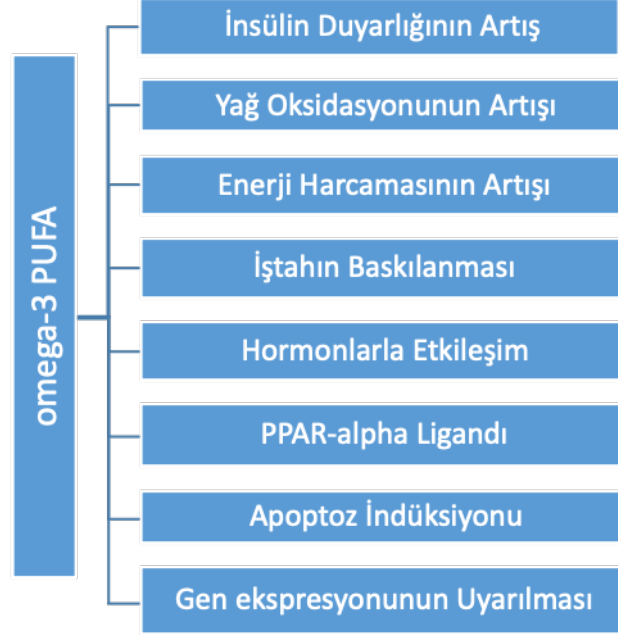 omega-3 PUFA
İnsülin Duyarlığının Artış
Yağ Oksidasyonunun Artışı
Enerji Harcamasının Artışı
İştahın Baskılanması
Hormonlarla Etkileşim
PPAR-alpha Ligandı
Apoptoz İndüksiyonu
Gen ekspresyonunun Uyarılması